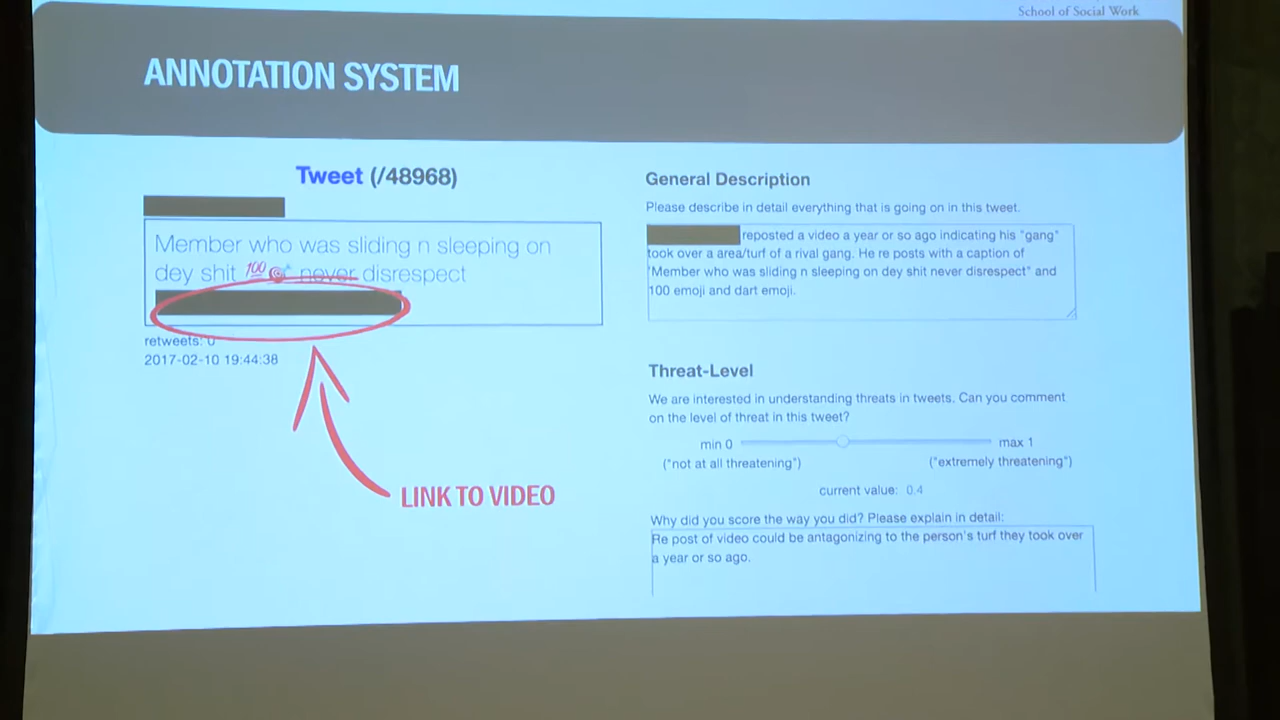 School of Social Work
ANNOTATION SYSTEM
Tweet (/48968)
Member who was sliding n sleeping on
dey shit 💯🎯 never disrespect
retweets: 0
2017-02-10 19:44:38
LINK TO VIDEO
General Description
Please describe in detail everything that is going on in this tweet.
reposted a video a year or so ago indicating his "gang"
took over a area/turf of a rival gang. He re posts with a caption of
"Member who was sliding n sleeping on dey shit never disrespect" and
100 emoji and dart emoji.
Threat-Level
We are interested in understanding threats in tweets. Can you comment
on the level of threat in this tweet?
min 0 max 1
("not at all threatening") ("extremely threatening")
current value: 0.4
Why did you score the way you did? Please explain in detail:
Re post of video could be antagonizing to the person's turf they took over
a year or so ago.